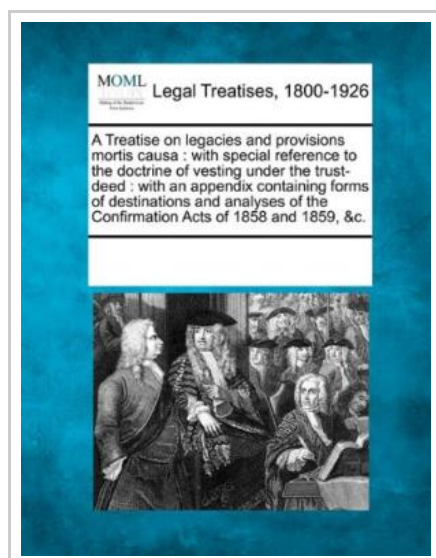 MOML Legal Treatises, 1800-1926
A Treatise on legacies and provisions
mortis causa : with special reference to
the doctrine of vesting under the trust-
deed : with an appendix containing forms
of destinations and analyses of the
Confirmation Acts of 1858 and 1859, &c.